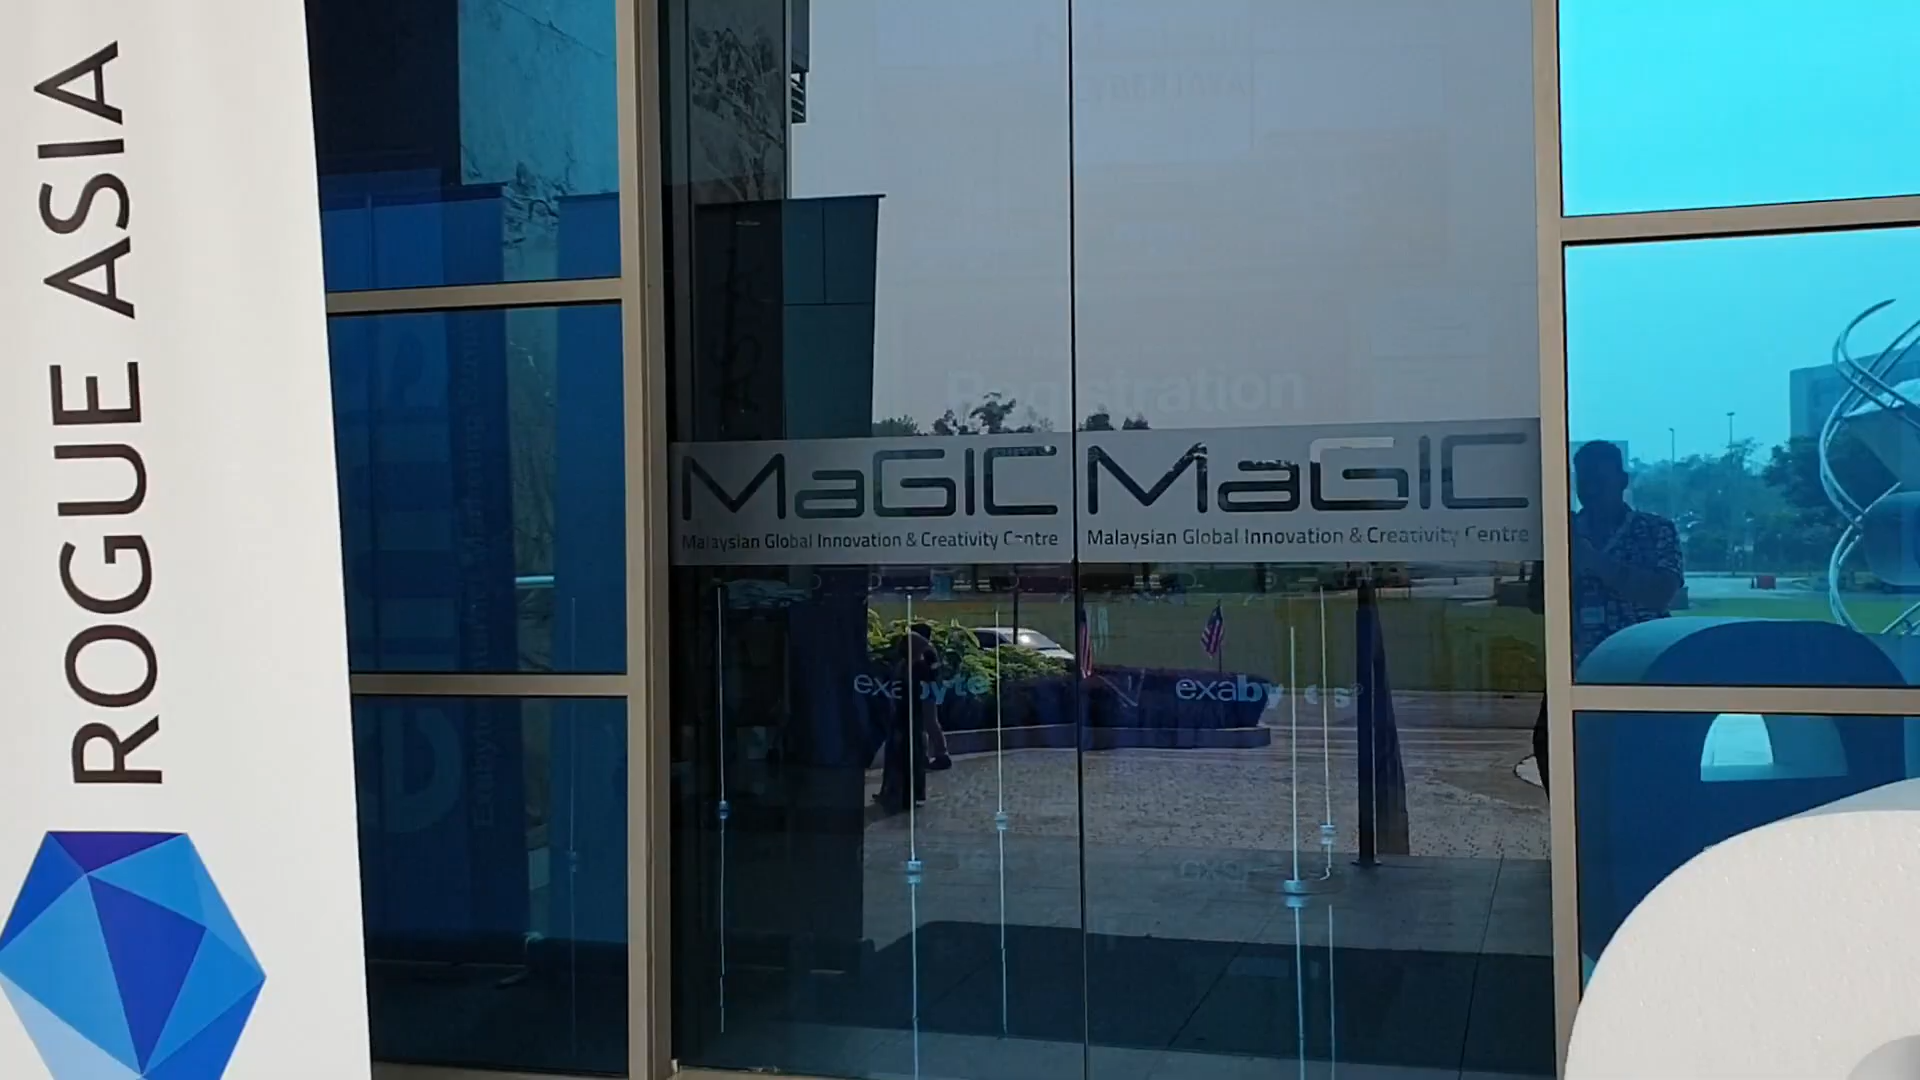 ROGUE ASIA
Registration
MaGIC MaGIC
Malaysian Global Innovation & Creativity Centre Malaysian Global Innovation & Creativity Centre
exabyte exabytes